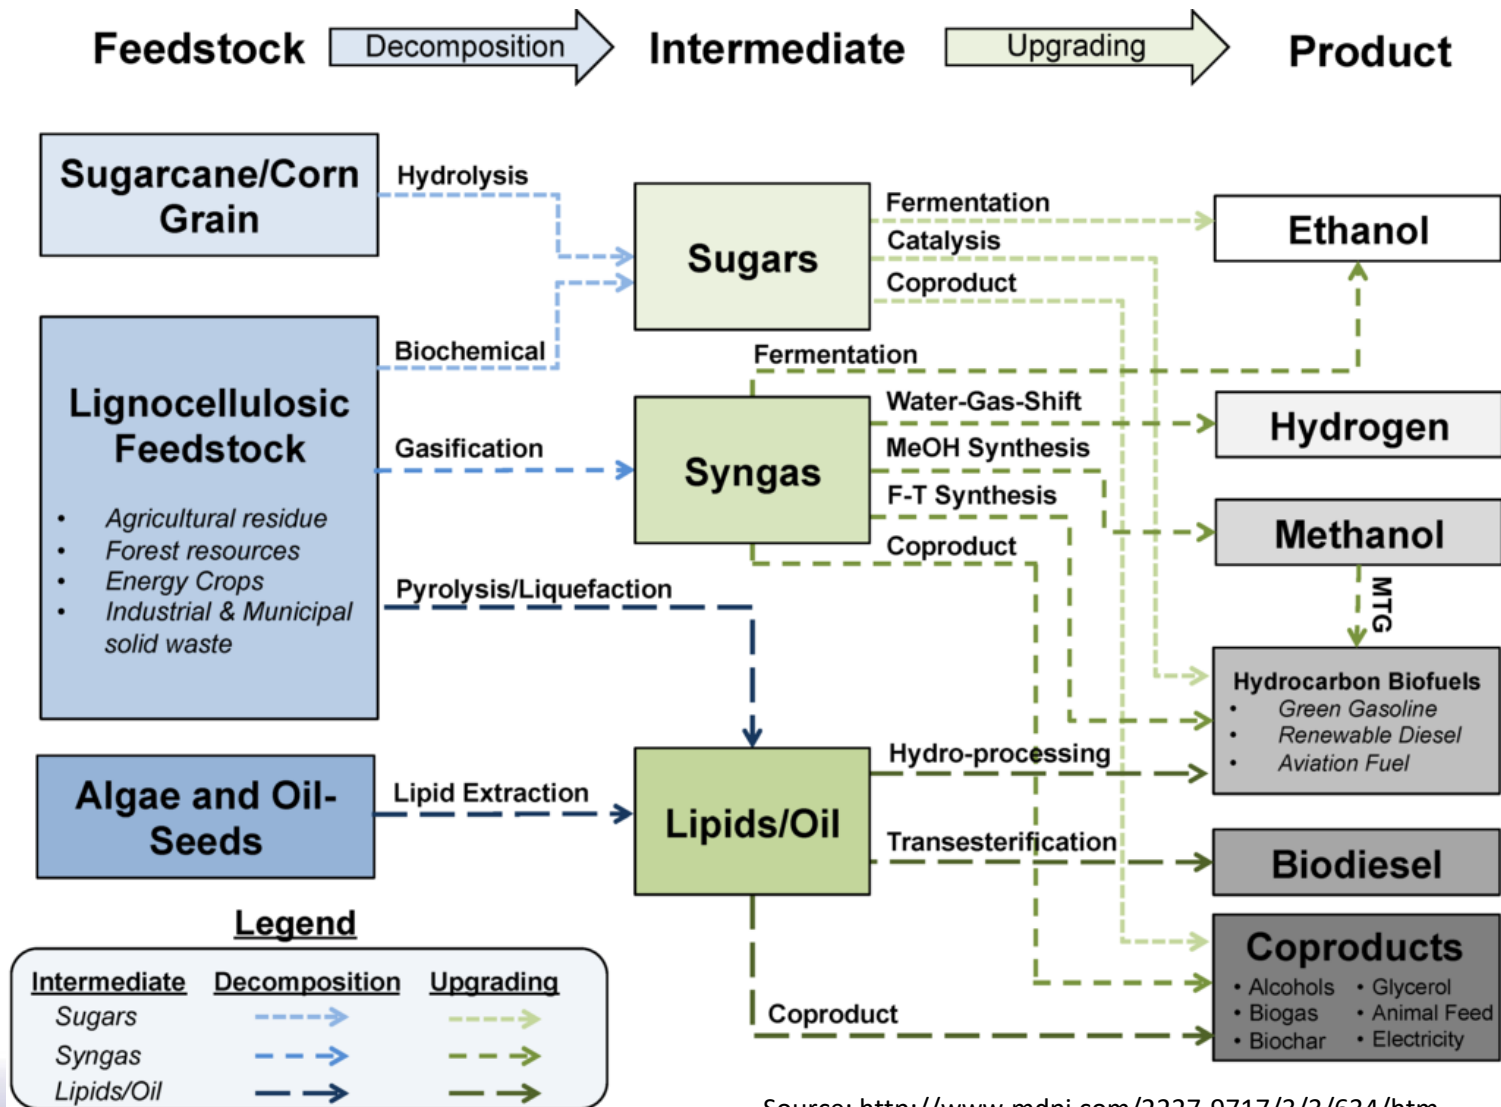 Feedstock
Decomposition
Intermediate
Upgrading
Product
Sugarcane/Corn
Grain
Hydrolysis
Lignocellulosic
Feedstock
• Agricultural residue
• Forest resources
• Energy Crops
• Industrial & Municipal
solid waste
Biochemical
Gasification
Pyrolysis/Liquefaction
Algae and Oil-
Seeds
Lipid Extraction
Sugars
Fermentation
Catalysis
Coproduct
Syngas
Fermentation
Water-Gas-Shift
MeOH Synthesis
F-T Synthesis
Coproduct
Lipids/Oil
Hydro-processing
Transesterification
Coproduct
Ethanol
Hydrogen
Methanol
MTG
Hydrocarbon Biofuels
• Green Gasoline
• Renewable Diesel
• Aviation Fuel
Biodiesel
Coproducts
• Alcohols • Glycerol
• Biogas • Animal Feed
• Biochar • Electricity
Legend
Intermediate Decomposition Upgrading
Sugars
Syngas
Lipids/Oil
Source: